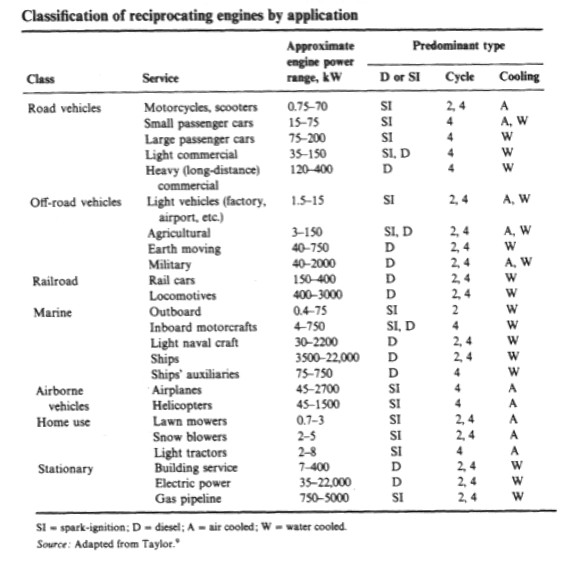 Classification of reciprocating engines by application
Approximate Predominant type
engine power
Class Service range, kW D or SI Cycle Cooling
Road vehicles Motorcycles, scooters 0.75–70 SI 2, 4 A
Small passenger cars 15–75 SI 4 A, W
Large passenger cars 75–200 SI 4 W
Light commercial 35–150 SI, D 4 W
Heavy (long-distance) 120–400 D 4 W
commercial
Off-road vehicles Light vehicles (factory, 1.5–15 SI 2, 4 A, W
airport, etc.)
Agricultural 3–150 SI, D 2, 4 A, W
Earth moving 40–750 D 2, 4 W
Military 40–2000 D 2, 4 A, W
Railroad Rail cars 150–400 D 2, 4 W
Locomotives 400–3000 D 2, 4 W
Marine Outboard 0.4–75 SI 2 W
Inboard motorcrafts 4–750 SI, D 4 W
Light naval craft 30–2200 D 2, 4 W
Ships 3500–22,000 D 2, 4 W
Ships' auxiliaries 75–750 D 4 W
Airborne Airplanes 45–2700 SI 4 A
vehicles Helicopters 45–1500 SI 4 A
Home use Lawn mowers 0.7–3 SI 2, 4 A
Snow blowers 2–5 SI 2, 4 A
Light tractors 2–8 SI 4 A
Stationary Building service 7–400 D 2, 4 W
Electric power 35–22,000 D 2, 4 W
Gas pipeline 750–5000 SI 2, 4 W
SI = spark-ignition; D = diesel; A = air cooled; W = water cooled.
Source: Adapted from Taylor.